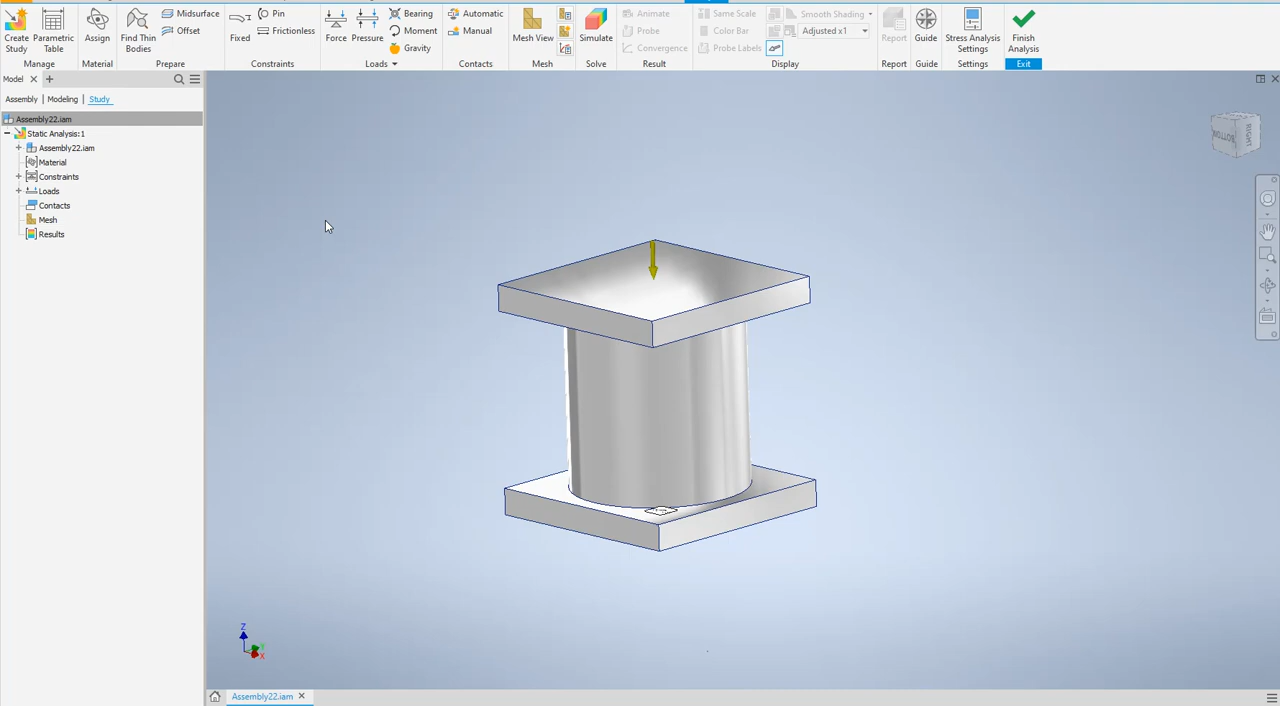 Create Study
Parametric Table
Manage
Assign
Material
Find Thin Bodies
Midsurface
Offset
Prepare
Fixed
Pin
Frictionless
Constraints
Force
Pressure
Bearing
Moment
Gravity
Loads
Automatic
Manual
Contacts
Mesh View
Mesh
Simulate
Solve
Animate
Probe
Convergence
Result
Same Scale
Color Bar
Probe Labels
Smooth Shading
Adjusted x1
Display
Report
Report
Guide
Guide
Stress Analysis Settings
Settings
Finish Analysis
Exit
Model
Assembly
Modeling
Study
Assembly22.iam
Static Analysis:1
Assembly22.iam
Material
Constraints
Loads
Contacts
Mesh
Results
BOTTOM
RIGHT
Z
Y
X
Assembly22.iam